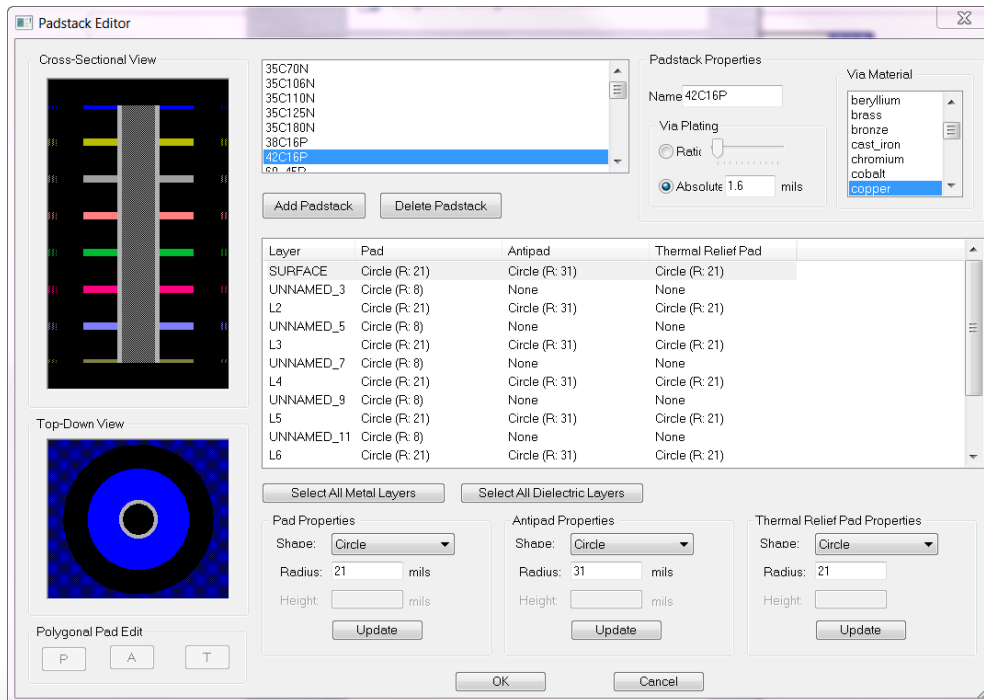 Padstack Editor
Cross-Sectional View
35C70N
35C106N
35C110N
35C125N
35C180N
38C16P
42C16P
Add Padstack
Delete Padstack
Padstack Properties
Name 42C16P
Via Plating
Ratio
Absolute 1.6 mils
Via Material
beryllium
brass
bronze
cast_iron
chromium
cobalt
copper
Layer Pad Antipad Thermal Relief Pad
SURFACE Circle (R: 21) Circle (R: 31) Circle (R: 21)
UNNAMED_3 Circle (R: 8) None None
L2 Circle (R: 21) Circle (R: 31) Circle (R: 21)
UNNAMED_5 Circle (R: 8) None None
L3 Circle (R: 21) Circle (R: 31) Circle (R: 21)
UNNAMED_7 Circle (R: 8) None None
L4 Circle (R: 21) Circle (R: 31) Circle (R: 21)
UNNAMED_9 Circle (R: 8) None None
L5 Circle (R: 21) Circle (R: 31) Circle (R: 21)
UNNAMED_11 Circle (R: 8) None None
L6 Circle (R: 21) Circle (R: 31) Circle (R: 21)
Top-Down View
Select All Metal Layers
Select All Dielectric Layers
Pad Properties
Shape: Circle
Radius: 21 mils
Height: mils
Update
Antipad Properties
Shape: Circle
Radius: 31 mils
Height: mils
Update
Thermal Relief Pad Properties
Shape: Circle
Radius: 21
Height:
Update
Polygonal Pad Edit
P A T
OK
Cancel